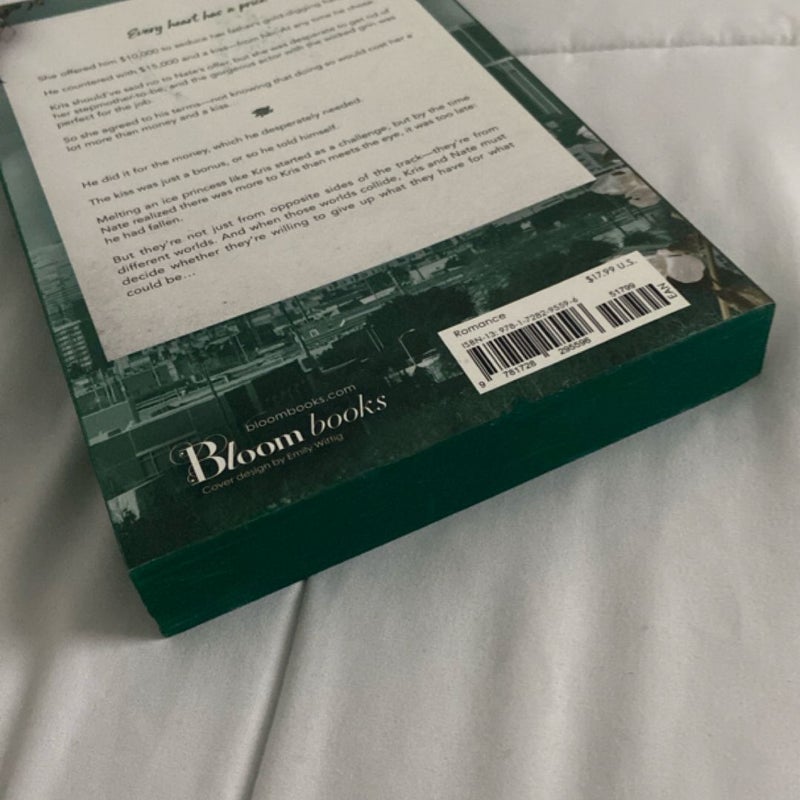 Every heart has a price
She offered him $10,000 to seduce her father's gold-digging
He countered with $15,000 and a kiss—from her. At any time he chose.
Kris should've said no to Nate's offer, but she was desperate to get rid of
her stepmother-to-be, and the gorgeous actor with the wicked grin was
perfect for the job.
So she agreed to his terms—not knowing that doing so would cost her a
lot more than money and a kiss.
He did it for the money, which he desperately needed.
The kiss was just a bonus, or so he told himself.
Melting an ice princess like Kris started as a challenge, but by the time
Nate realized there was more to Kris than meets the eye, it was too late:
he had fallen.
But they're not just from opposite sides of the track—they're from
different worlds. And when those worlds collide, Kris and Nate must
decide whether they're willing to give up what they have for what
could be...
Romance
$17.99 U.S.
ISBN-13: 978-1-7282-9559-6
51799
EAN
9 781728 295596
bloombooks.com
Bloom books
Cover design by Emily Wittig